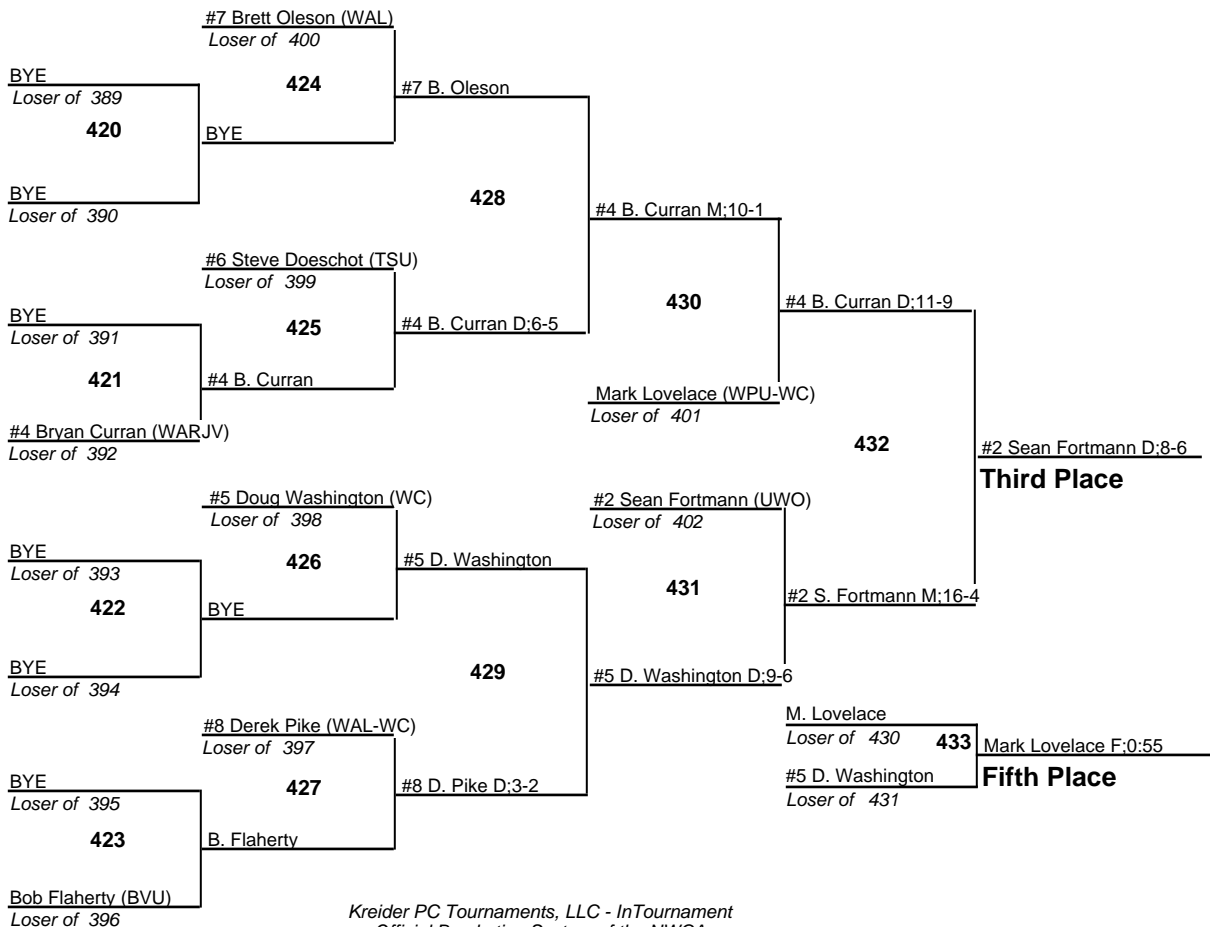 #7 Brett Oleson (WAL)
Loser of 400
BYE
Loser of 389
424
#7 B. Oleson
420
BYE
BYE
Loser of 390
428
#4 B. Curran M;10-1
#6 Steve Doeschot (TSU)
Loser of 399
430
#4 B. Curran D;11-9
BYE
Loser of 391
425
#4 B. Curran D;6-5
421
#4 B. Curran
Mark Lovelace (WPU-WC)
Loser of 401
#4 Bryan Curran (WARJV)
Loser of 392
432
#2 Sean Fortmann D;8-6
Third Place
#5 Doug Washington (WC)
Loser of 398
#2 Sean Fortmann (UWO)
Loser of 402
BYE
Loser of 393
426
#5 D. Washington
431
422
BYE
#2 S. Fortmann M;16-4
BYE
Loser of 394
429
#5 D. Washington D;9-6
#8 Derek Pike (WAL-WC)
Loser of 397
M. Lovelace
Loser of 430
433
Mark Lovelace F;0:55
Fifth Place
BYE
Loser of 395
427
#8 D. Pike D;3-2
#5 D. Washington
Loser of 431
423
B. Flaherty
Bob Flaherty (BVU)
Loser of 396
Kreider PC Tournaments, LLC - InTournament